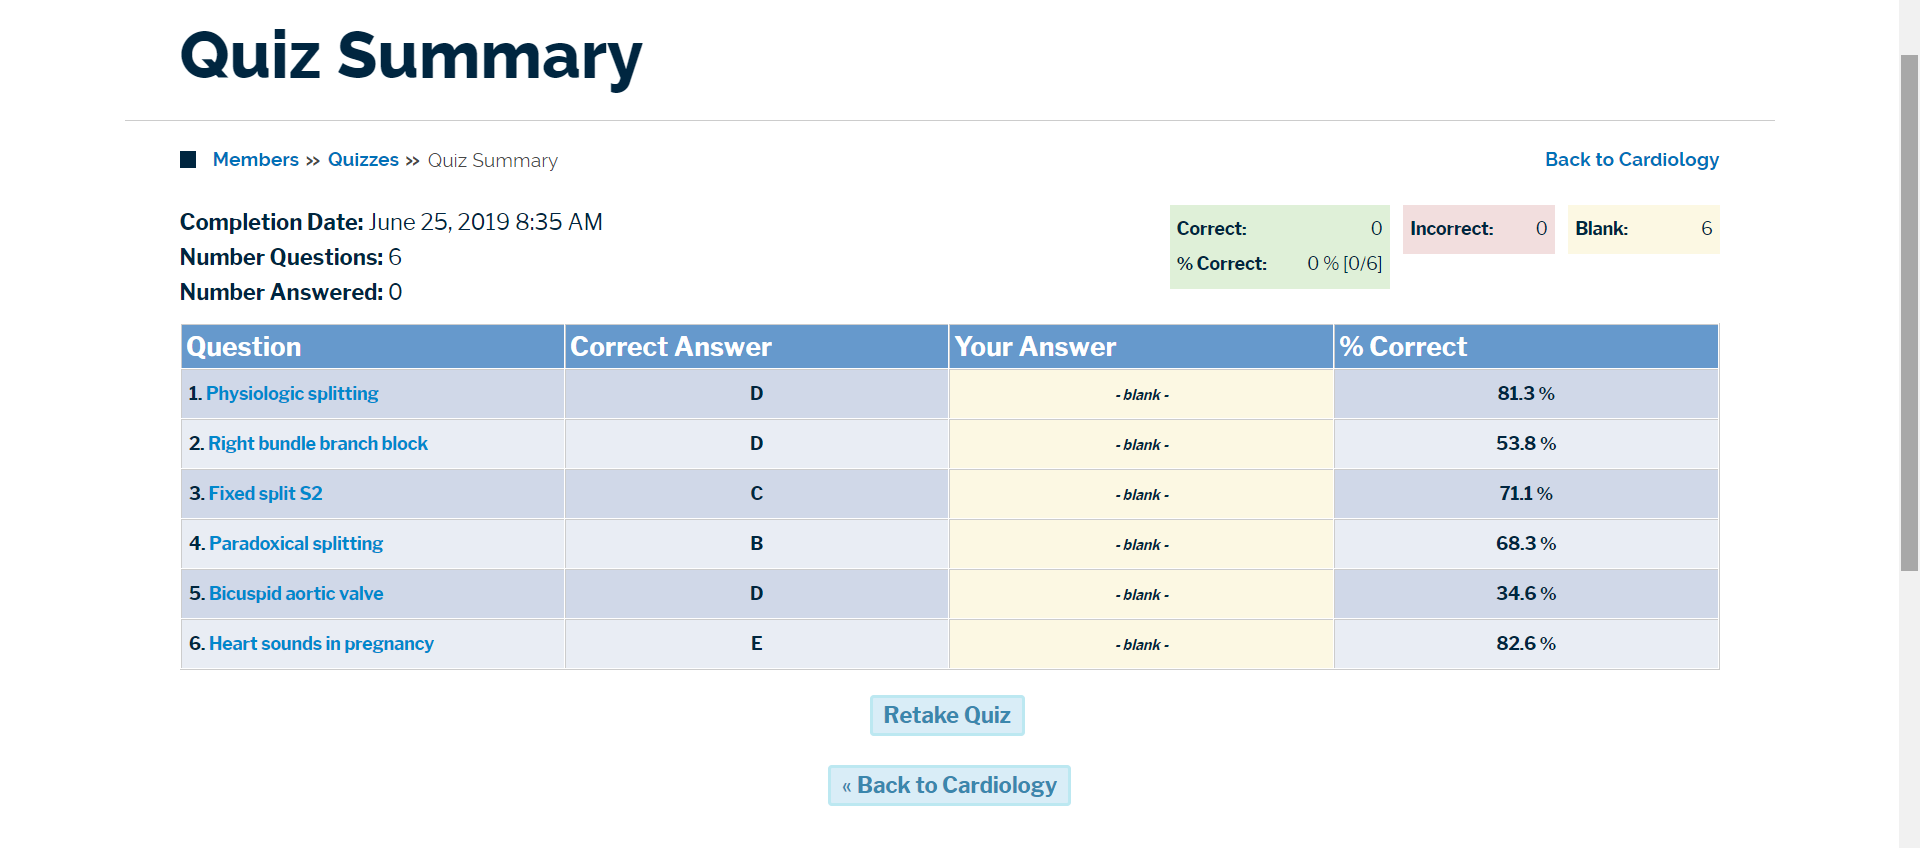 Quiz Summary
Members » Quizzes » Quiz Summary
Back to Cardiology
Completion Date: June 25, 2019 8:35 AM
Number Questions: 6
Number Answered: 0
Correct: 0
% Correct: 0 % [0/6]
Incorrect: 0
Blank: 6
Question Correct Answer Your Answer % Correct
1. Physiologic splitting D - blank - 81.3 %
2. Right bundle branch block D - blank - 53.8 %
3. Fixed split S2 C - blank - 71.1 %
4. Paradoxical splitting B - blank - 68.3 %
5. Bicuspid aortic valve D - blank - 34.6 %
6. Heart sounds in pregnancy E - blank - 82.6 %
Retake Quiz
« Back to Cardiology